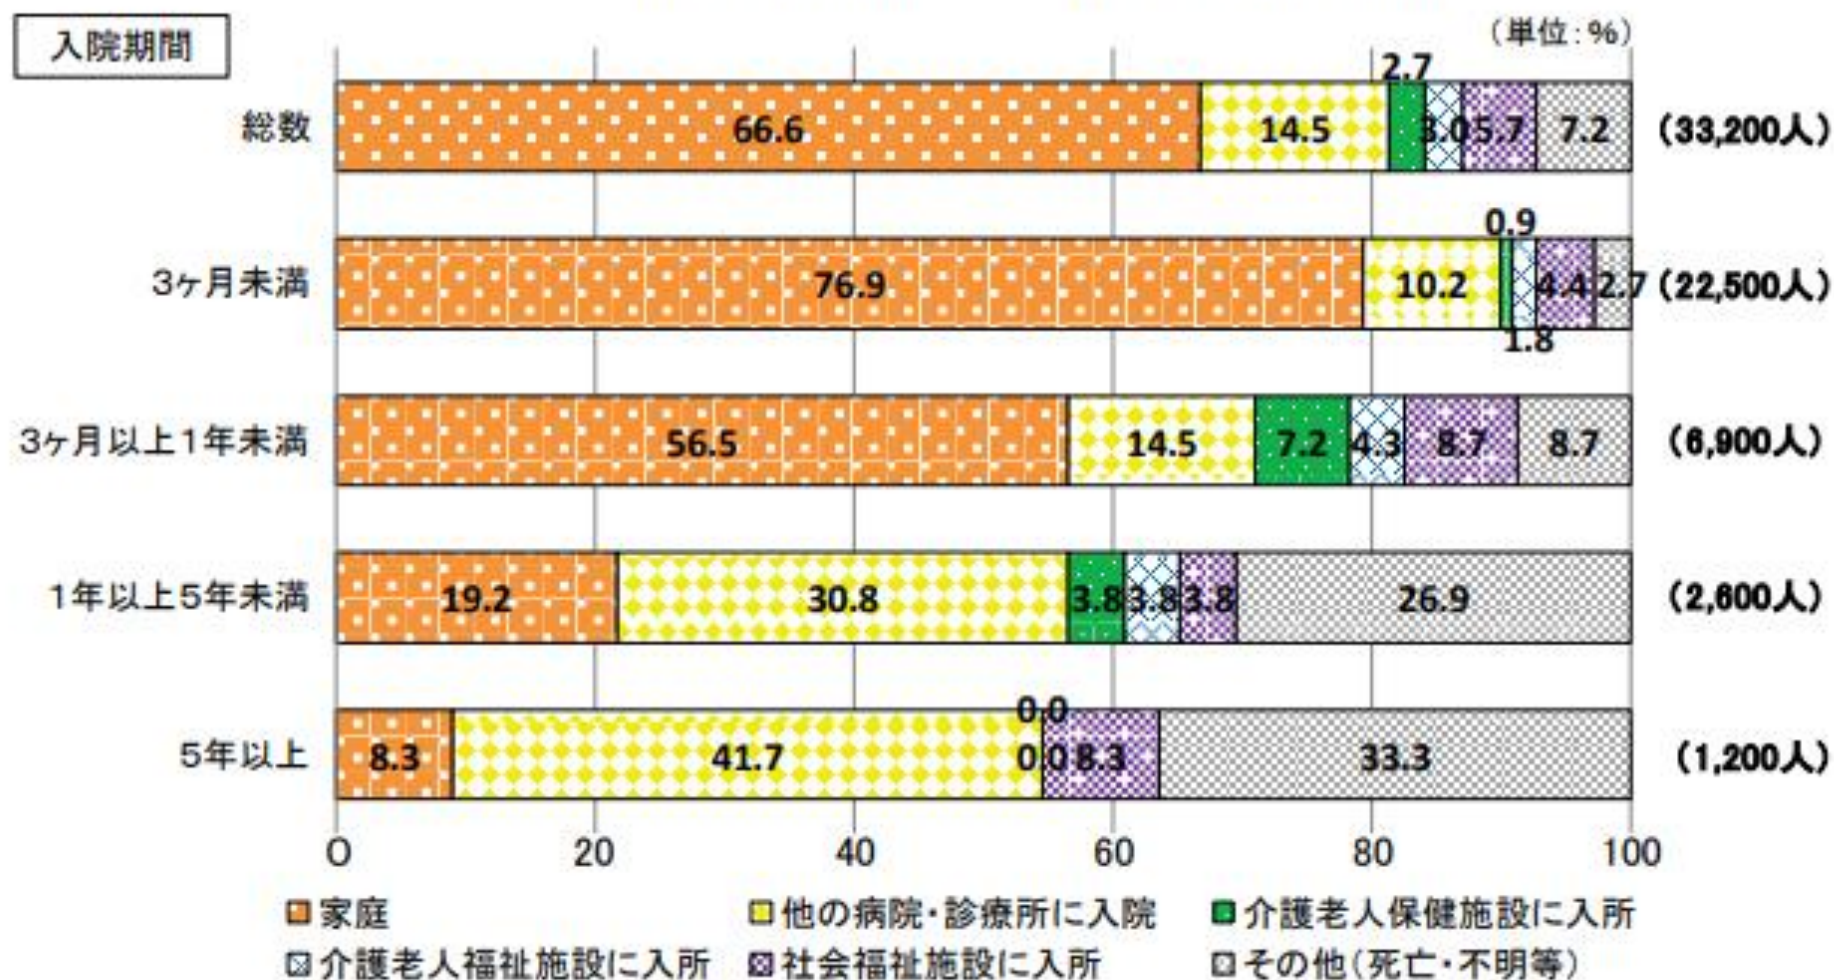 入院期間
(単位:%)
総数 66.6 14.5 2.7 3.0 5.7 7.2 (33,200人)
3ヶ月未満 76.9 10.2 0.9 1.8 4.4 2.7 (22,500人)
3ヶ月以上1年未満 56.5 14.5 7.2 4.3 8.7 8.7 (6,900人)
1年以上5年未満 19.2 30.8 3.8 3.8 3.8 26.9 (2,600人)
5年以上 8.3 41.7 0.0 0.0 8.3 33.3 (1,200人)
0 20 40 60 80 100
家庭 他の病院・診療所に入院 介護老人保健施設に入所
介護老人福祉施設に入所 社会福祉施設に入所 その他(死亡・不明等)